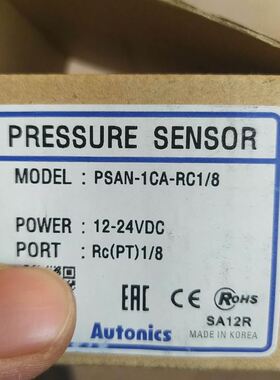 PRESSURE SENSOR
MODEL : PSAN-1CA-RC1/8
POWER : 12-24VDC
PORT : Rc(PT)1/8
EAC CE RoHS
SA12R
Autonics MADE IN KOREA